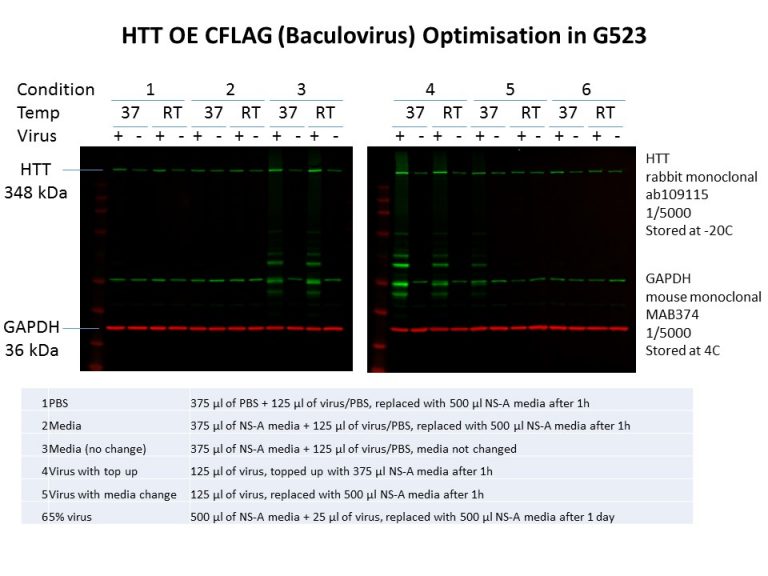 HTT OE CFLAG (Baculovirus) Optimisation in G523
Condition 1 2 3 4 5 6
Temp 37 RT 37 RT 37 RT 37 RT 37 RT 37 RT
Virus + - + - + - + - + - + - + - + - + - + - + - + -
HTT
348 kDa
GAPDH
36 kDa
HTT
rabbit monoclonal
ab109115
1/5000
Stored at -20C
GAPDH
mouse monoclonal
MAB374
1/5000
Stored at 4C
1 PBS 375 µl of PBS + 125 µl of virus/PBS, replaced with 500 µl NS-A media after 1h
2 Media 375 µl of NS-A media + 125 µl of virus/PBS, replaced with 500 µl NS-A media after 1h
3 Media (no change) 375 µl of NS-A media + 125 µl of virus/PBS, media not changed
4 Virus with top up 125 µl of virus, topped up with 375 µl NS-A media after 1h
5 Virus with media change 125 µl of virus, replaced with 500 µl NS-A media after 1h
6 5% virus 500 µl of NS-A media + 25 µl of virus, replaced with 500 µl NS-A media after 1 day